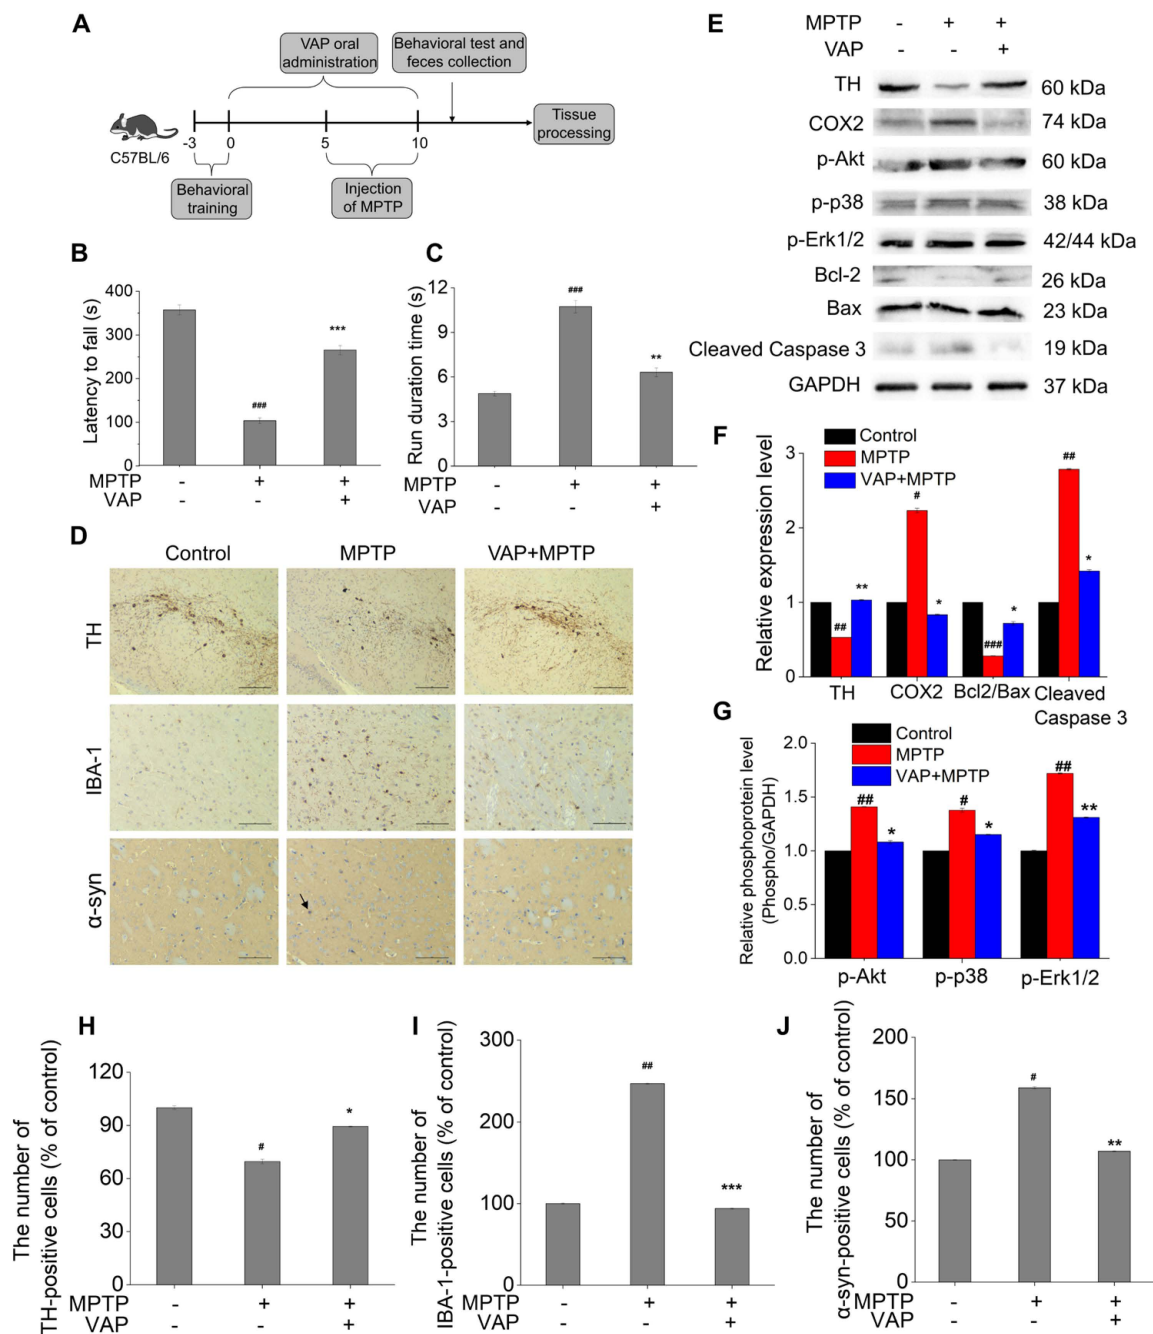 A
VAP oral
administration
Behavioral test and
feces collection
Tissue
processing
C57BL/6
-3
0
5
10
Behavioral
training
Injection
of MPTP
B
Latency to fall (s)
400
300
200
100
0
###
***
MPTP - + +
VAP - - +
C
Run duration time (s)
12
9
6
3
0
###
**
MPTP - + +
VAP - - +
D
Control MPTP VAP+MPTP
TH
IBA-1
α-syn
E
MPTP - + +
VAP - - +
TH 60 kDa
COX2 74 kDa
p-Akt 60 kDa
p-p38 38 kDa
p-Erk1/2 42/44 kDa
Bcl-2 26 kDa
Bax 23 kDa
Cleaved Caspase 3 19 kDa
GAPDH 37 kDa
F
Relative expression level
3
2
1
0
Control
MPTP
VAP+MPTP
##
**
#
*
###
*
##
*
TH COX2 Bcl2/Bax Cleaved
Caspase 3
G
Relative phosphoprotein level
(Phospho/GAPDH)
2.0
1.5
1.0
0.5
0.0
Control
MPTP
VAP+MPTP
##
*
#
*
##
**
p-Akt p-p38 p-Erk1/2
H
The number of
TH-positive cells (% of control)
120
90
60
30
0
#
*
MPTP - + +
VAP - - +
I
The number of
IBA-1-positive cells (% of control)
300
200
100
0
##
***
MPTP - + +
VAP - - +
J
The number of
α-syn-positive cells (% of control)
200
150
100
50
0
#
**
MPTP - + +
VAP - - +